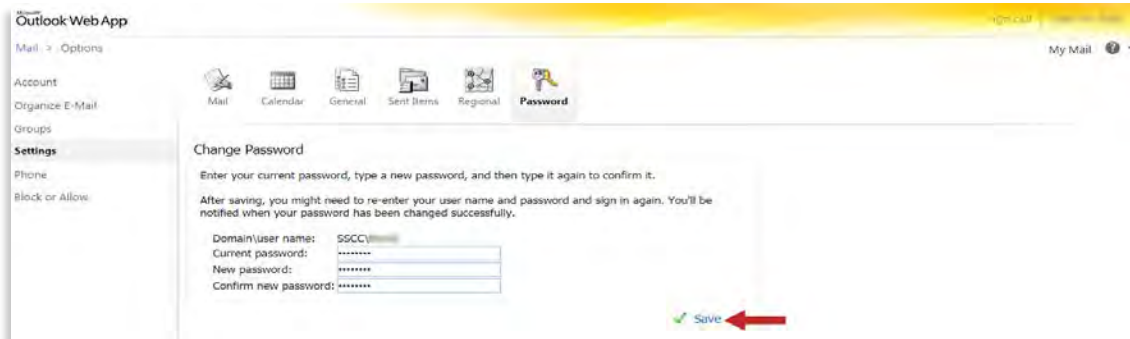 Microsoft
Outlook Web App
sign out
Mail > Options
My Mail
Account
Organize E-Mail
Groups
Settings
Phone
Block or Allow
Mail
Calendar
General
Sent Items
Regional
Password
Change Password
Enter your current password, type a new password, and then type it again to confirm it.
After saving, you might need to re-enter your user name and password and sign in again. You'll be
notified when your password has been changed successfully.
Domain\user name: SSCC\
Current password: ••••••••
New password: ••••••••
Confirm new password: ••••••••
Save